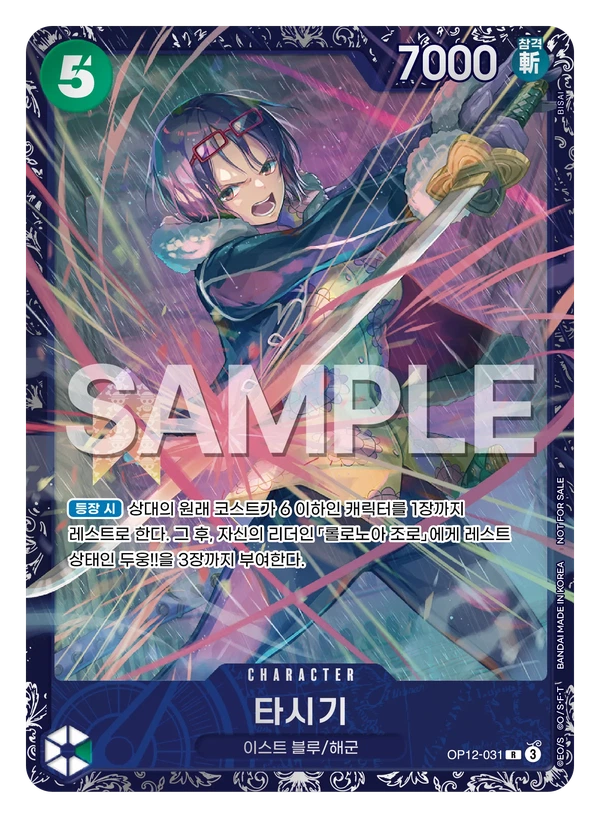 5
7000
참격
斬
BISAI
SAMPLE
등장 시 상대의 원래 코스트가 6 이하인 캐릭터를 1장까지
레스트로 한다. 그 후, 자신의 리더인 「롤로노아 조로」에게 레스트
상태인 두웅!!을 3장까지 부여한다.
CHARACTER
타시기
이스트 블루/해군
OP12-031 R 3
©EO/S ©O/S·F·T BANDAI MADE IN KOREA NOT FOR SALE